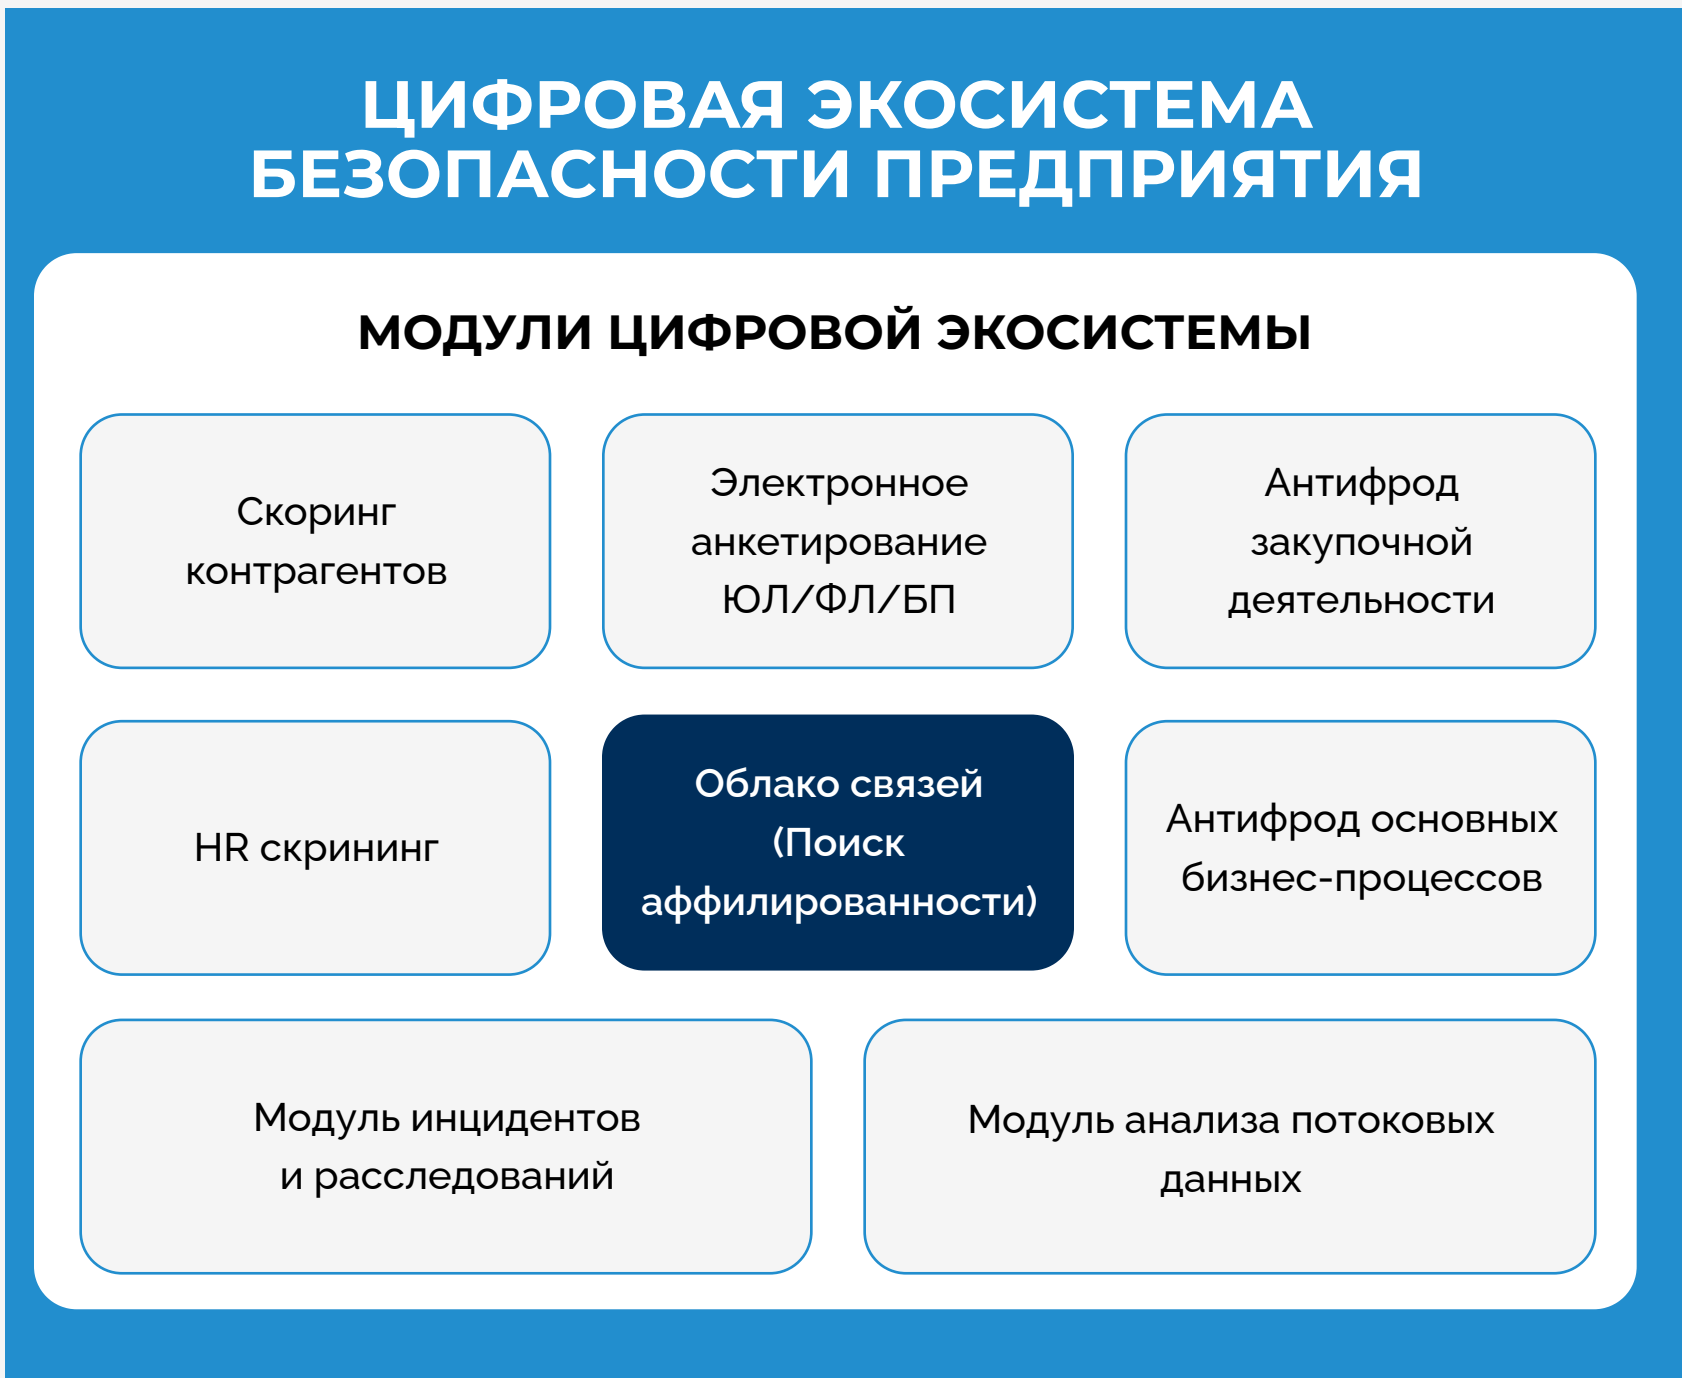 ЦИФРОВАЯ ЭКОСИСТЕМА
БЕЗОПАСНОСТИ ПРЕДПРИЯТИЯ
МОДУЛИ ЦИФРОВОЙ ЭКОСИСТЕМЫ
Скоринг
контрагентов
Электронное
анкетирование
ЮЛ/ФЛ/БП
Антифрод
закупочной
деятельности
HR скрининг
Облако связей
(Поиск
аффилированности)
Антифрод основных
бизнес-процессов
Модуль инцидентов
и расследований
Модуль анализа потоковых
данных